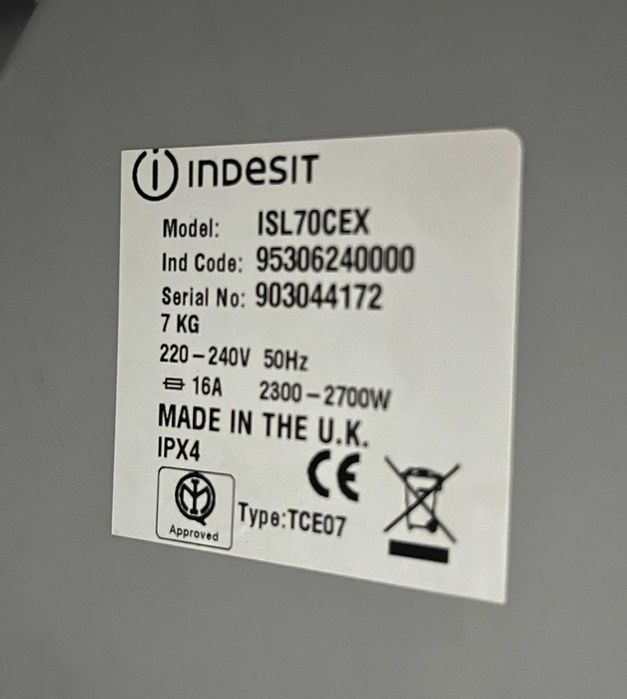 INDESIT
Model: ISL70CEX
Ind Code: 95306240000
Serial No: 903044172
7 KG
220-240V 50Hz
16A 2300-2700W
MADE IN THE U.K.
IPX4
CE
Approved
Type:TCE07